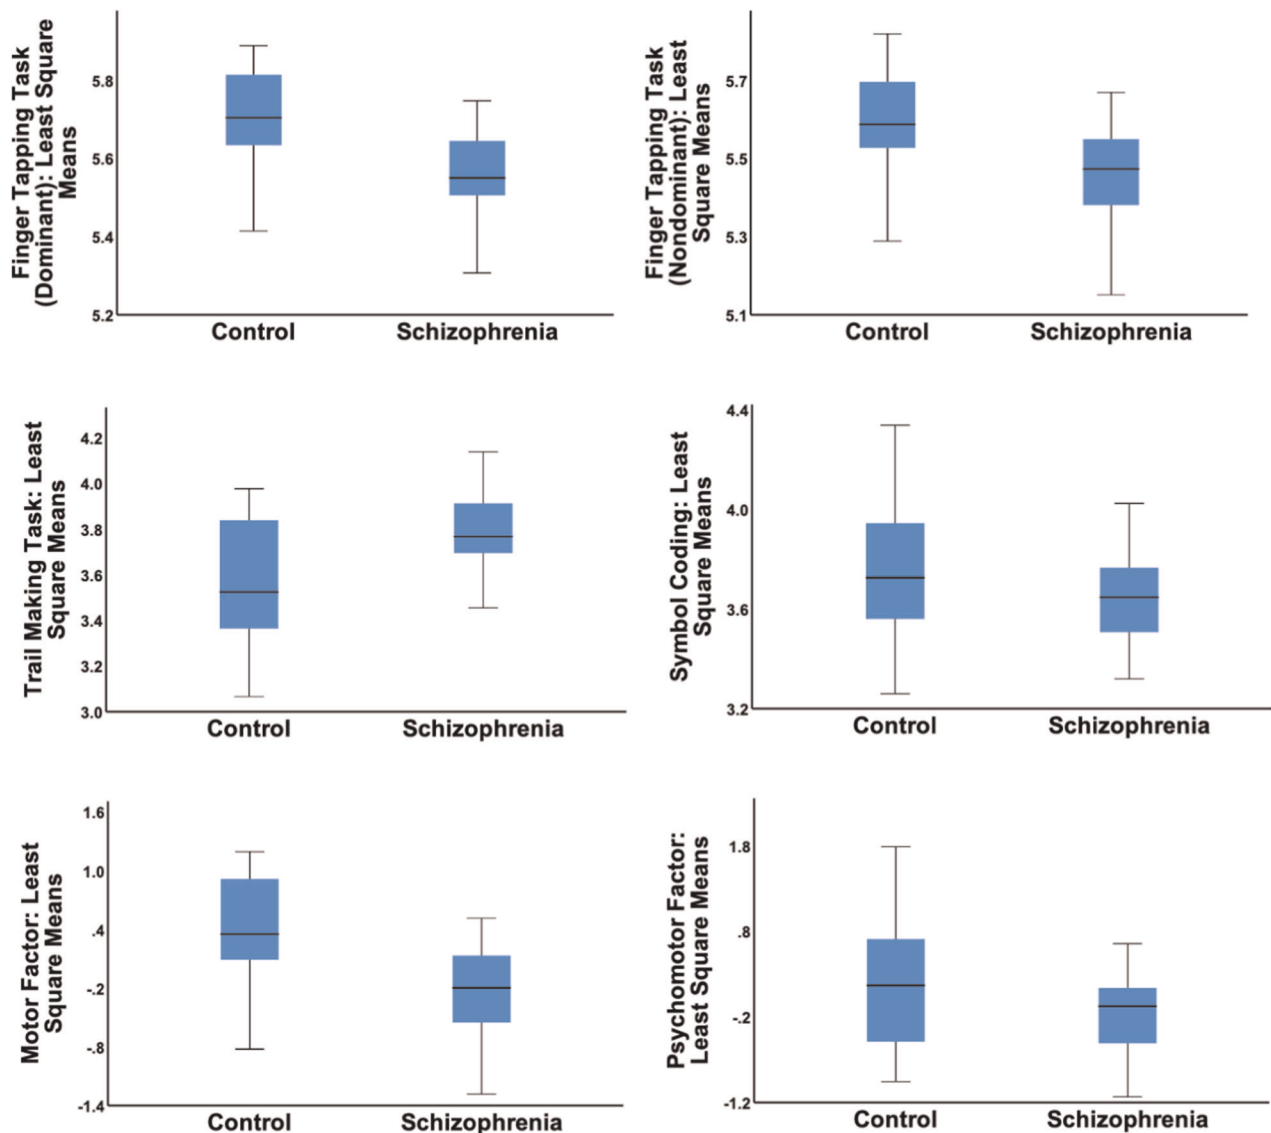 Finger Tapping Task
(Dominant): Least Square
Means
5.8
5.6
5.4
5.2
Control
Schizophrenia
Finger Tapping Task
(Nondominant): Least
Square Means
5.7
5.5
5.3
5.1
Control
Schizophrenia
Trail Making Task: Least
Square Means
4.2
4.0
3.8
3.6
3.4
3.2
3.0
Control
Schizophrenia
Symbol Coding: Least
Square Means
4.4
4.0
3.6
3.2
Control
Schizophrenia
Motor Factor: Least
Square Means
1.6
1.0
.4
-.2
-.8
-1.4
Control
Schizophrenia
Psychomotor Factor:
Least Square Means
1.8
.8
-.2
-1.2
Control
Schizophrenia